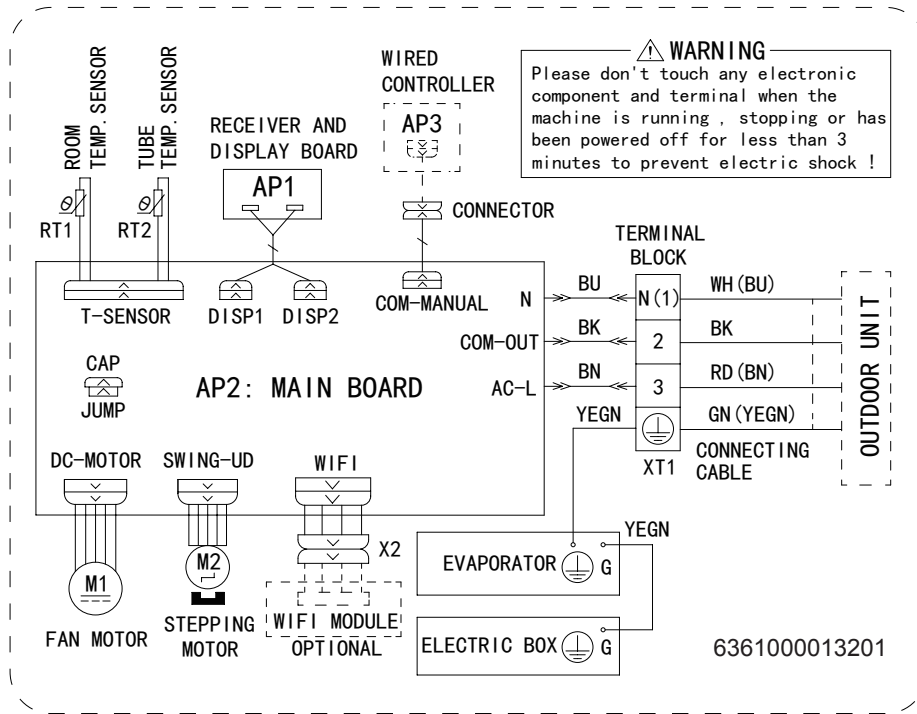 WARNING
Please don't touch any electronic
component and terminal when the
machine is running , stopping or has
been powered off for less than 3
minutes to prevent electric shock !
ROOM
TEMP. SENSOR
TUBE
TEMP. SENSOR
RECEIVER AND
DISPLAY BOARD
WIRED
CONTROLLER
AP3
AP1
θ
RT1
θ
RT2
CONNECTOR
TERMINAL
BLOCK
T-SENSOR
DISP1
DISP2
COM-MANUAL
N
BU
N(1)
WH(BU)
COM-OUT
BK
2
BK
AC-L
BN
3
RD(BN)
YEGN
GN(YEGN)
XT1
CONNECTING
CABLE
OUTDOOR UNIT
CAP
JUMP
AP2: MAIN BOARD
DC-MOTOR
SWING-UD
WIFI
X2
M1
M2
FAN MOTOR
STEPPING
MOTOR
WIFI MODULE
OPTIONAL
YEGN
EVAPORATOR
G
ELECTRIC BOX
G
6361000013201